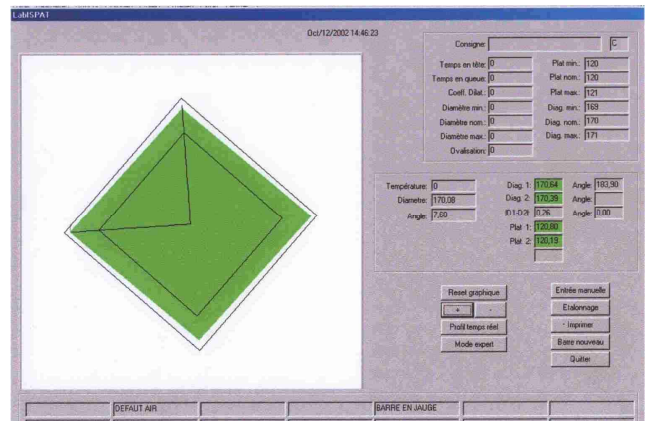 LabISPAT
Oct/12/2002 14:46:23
Consigne: C
Temps en tête: 0 Plat min.: 120
Temps en queue: 0 Plat nom.: 120
Coeff. Dilat.: 0 Plat max.: 121
Diamètre min.: 0 Diag. min.: 169
Diamètre nom.: 0 Diag. nom.: 170
Diamètre max.: 0 Diag. max.: 171
Ovalisation: 0
Température: 0 Diag. 1: 170,64 Angle: 183,90
Diametre: 170,08 Diag. 2: 170,39 Angle:
Angle: 7,60 |D1-D2| 0,26 Angle: 0,00
Plat 1: 120,80
Plat 2: 120,19
Reset graphique Entrée manuelle
+ - Etalonnage
Profil temps réel - Imprimer
Mode expert Barre nouveau
Quitter
DEFAUT AIR BARRE EN JAUGE